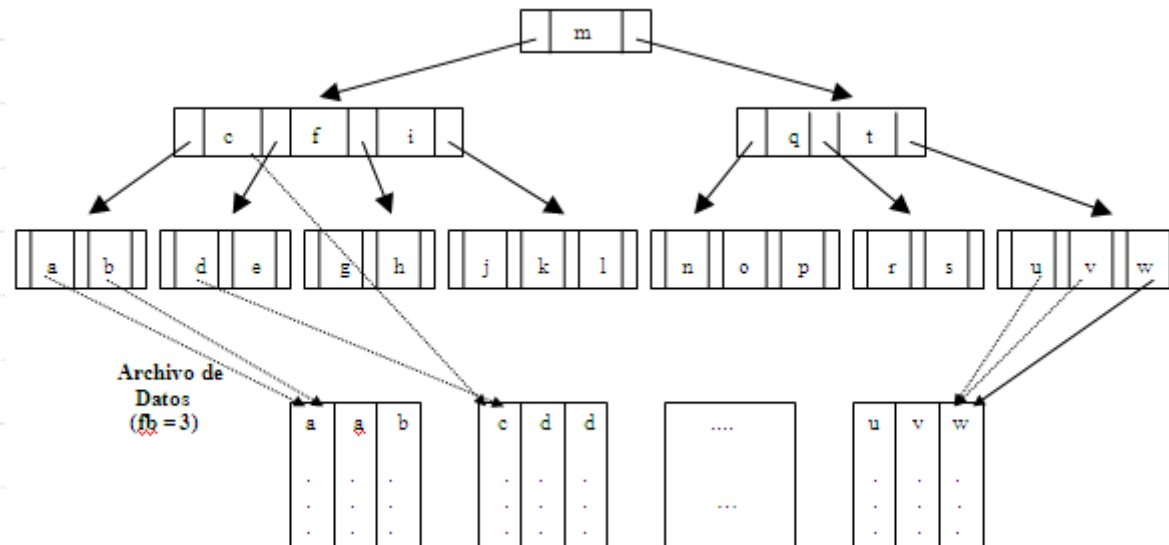 m
c f i
q t
a b
d e
g h
j k l
n o p
r s
u v w
Archivo de
Datos
(fb = 3)
a a b
. . .
. . .
. . .
c d d
. . .
. . .
. . .
....
...
u v w
. . .
. . .
. . .